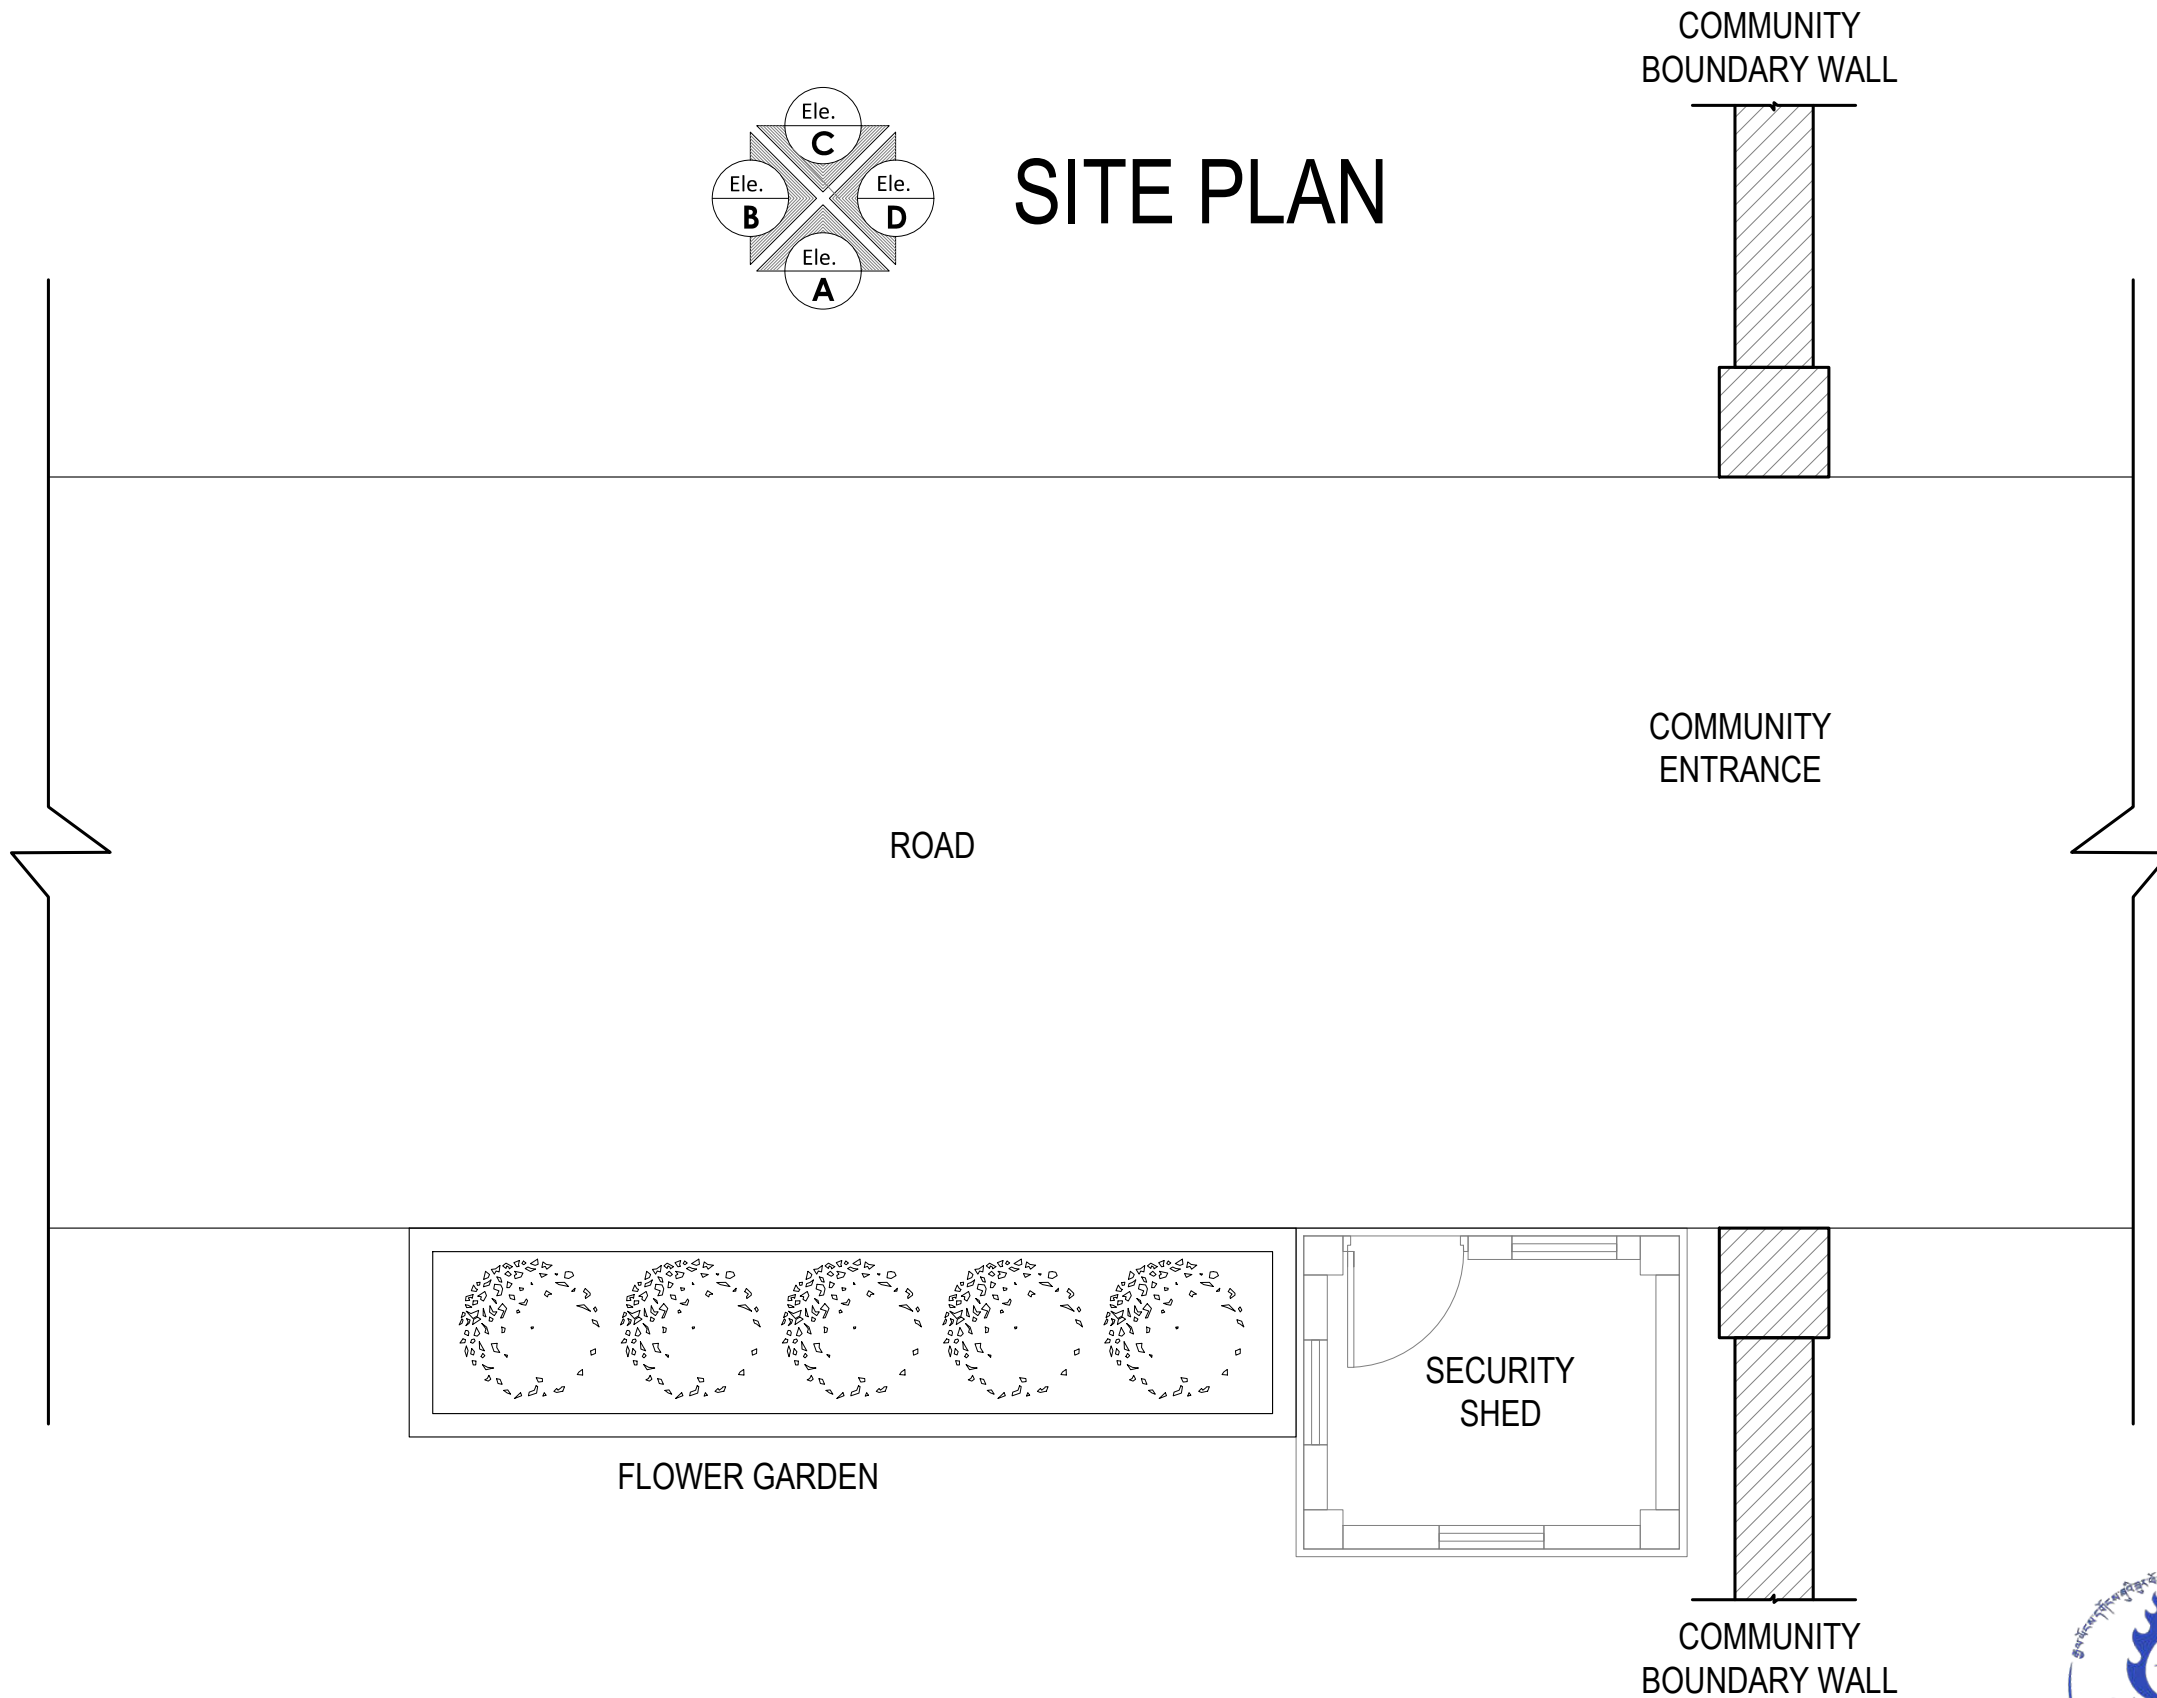 COMMUNITY
BOUNDARY WALL
Ele.
C
SITE PLAN
Ele.
B
Ele.
D
Ele.
A
COMMUNITY
ENTRANCE
ROAD
SECURITY
SHED
FLOWER GARDEN
COMMUNITY
BOUNDARY WALL